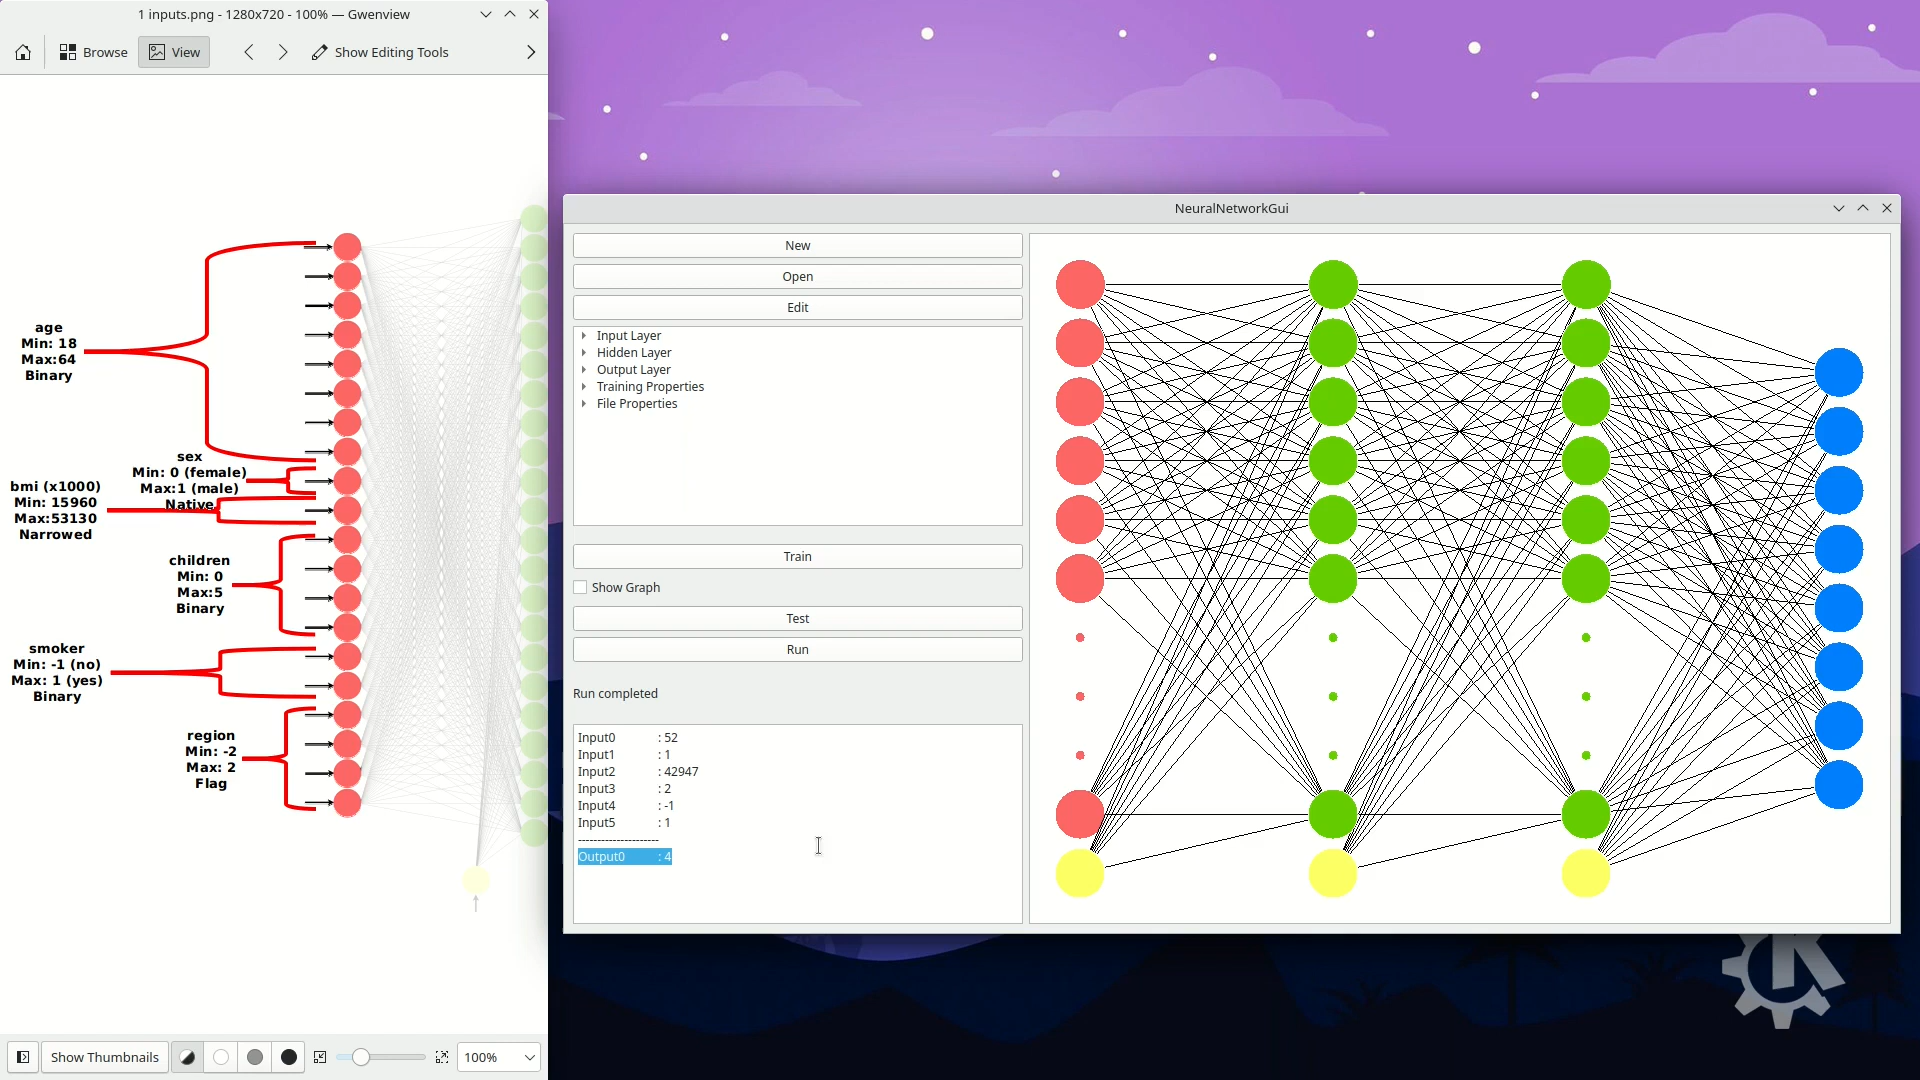 1 inputs.png - 1280x720 - 100% — Gwenview
Browse
View
Show Editing Tools
age
Min: 18
Max:64
Binary
sex
Min: 0 (female)
Max:1 (male)
Native
bmi (x1000)
Min: 15960
Max:53130
Narrowed
children
Min: 0
Max:5
Binary
smoker
Min: -1 (no)
Max: 1 (yes)
Binary
region
Min: -2
Max: 2
Flag
Show Thumbnails
100%
NeuralNetworkGui
New
Open
Edit
Input Layer
Hidden Layer
Output Layer
Training Properties
File Properties
Train
Show Graph
Test
Run
Run completed
Input0 : 52
Input1 : 1
Input2 : 42947
Input3 : 2
Input4 : -1
Input5 : 1
---------------------
Output0 : 4